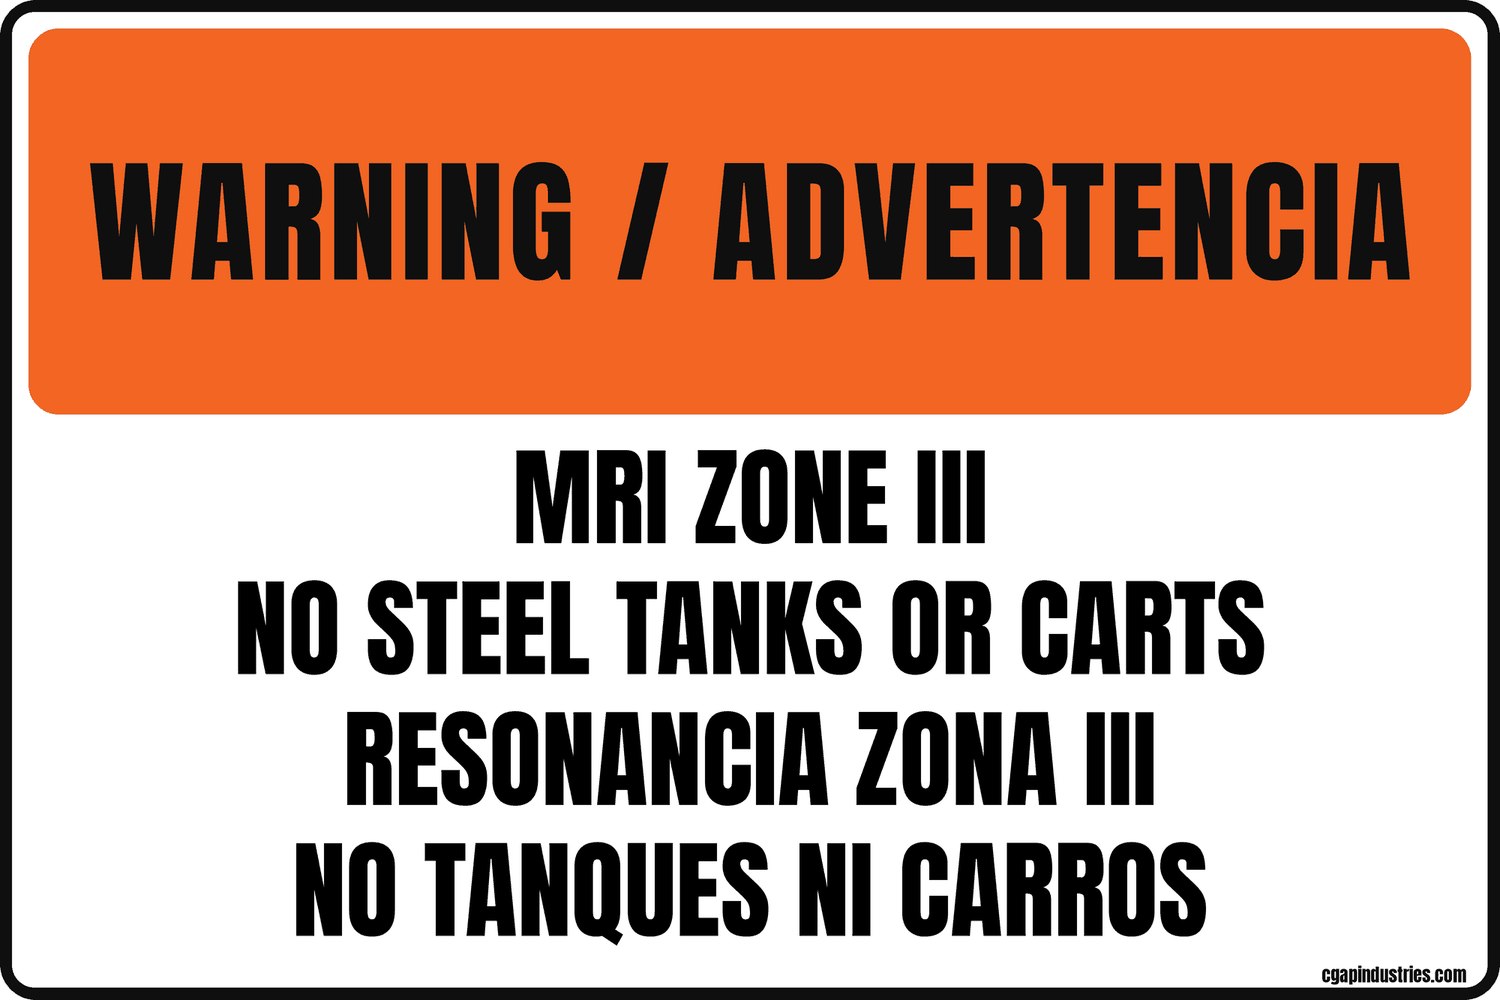 WARNING / ADVERTENCIA
MRI ZONE III
NO STEEL TANKS OR CARTS
RESONANCIA ZONA III
NO TANQUES NI CARROS
cgapindustries.com